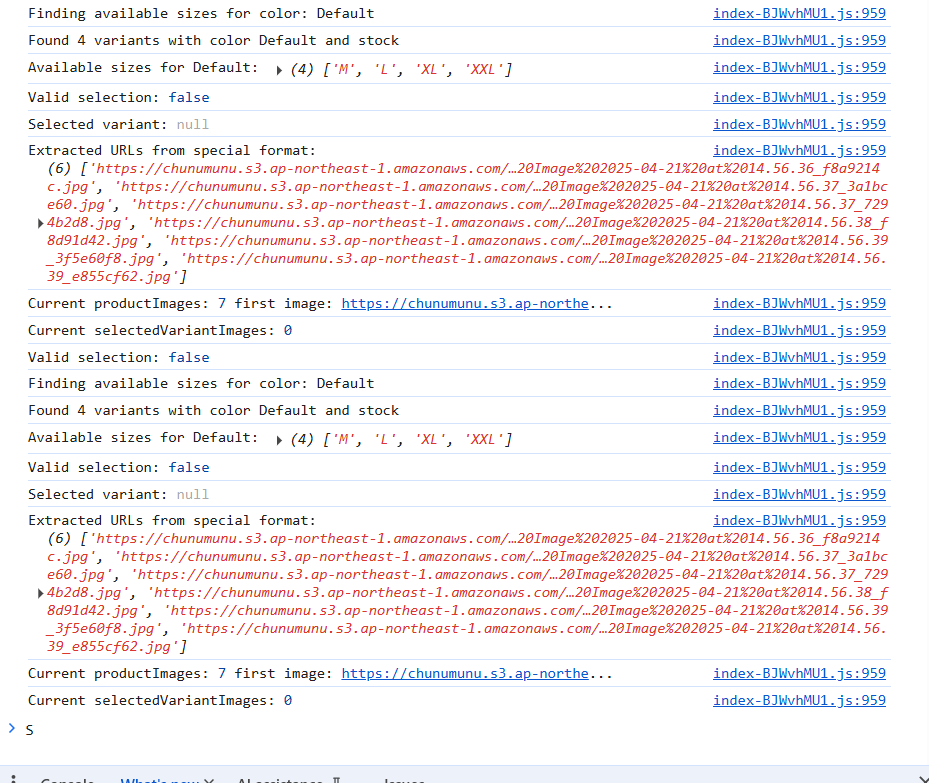 Finding available sizes for color: Default index-BJWvhMU1.js:959
Found 4 variants with color Default and stock index-BJWvhMU1.js:959
Available sizes for Default: (4) ['M', 'L', 'XL', 'XXL'] index-BJWvhMU1.js:959
Valid selection: false index-BJWvhMU1.js:959
Selected variant: null index-BJWvhMU1.js:959
Extracted URLs from special format: index-BJWvhMU1.js:959
(6) ['https://chunumunu.s3.ap-northeast-1.amazonaws.com/…20Image%202025-04-21%20at%2014.56.36_f8a9214
c.jpg', 'https://chunumunu.s3.ap-northeast-1.amazonaws.com/…20Image%202025-04-21%20at%2014.56.37_3a1bc
e60.jpg', 'https://chunumunu.s3.ap-northeast-1.amazonaws.com/…20Image%202025-04-21%20at%2014.56.37_729
4b2d8.jpg', 'https://chunumunu.s3.ap-northeast-1.amazonaws.com/…20Image%202025-04-21%20at%2014.56.38_f
8d91d42.jpg', 'https://chunumunu.s3.ap-northeast-1.amazonaws.com/…20Image%202025-04-21%20at%2014.56.39
_3f5e60f8.jpg', 'https://chunumunu.s3.ap-northeast-1.amazonaws.com/…20Image%202025-04-21%20at%2014.56.
39_e855cf62.jpg']
Current productImages: 7 first image: https://chunumunu.s3.ap-northe... index-BJWvhMU1.js:959
Current selectedVariantImages: 0 index-BJWvhMU1.js:959
Valid selection: false index-BJWvhMU1.js:959
Finding available sizes for color: Default index-BJWvhMU1.js:959
Found 4 variants with color Default and stock index-BJWvhMU1.js:959
Available sizes for Default: (4) ['M', 'L', 'XL', 'XXL'] index-BJWvhMU1.js:959
Valid selection: false index-BJWvhMU1.js:959
Selected variant: null index-BJWvhMU1.js:959
Extracted URLs from special format: index-BJWvhMU1.js:959
(6) ['https://chunumunu.s3.ap-northeast-1.amazonaws.com/…20Image%202025-04-21%20at%2014.56.36_f8a9214
c.jpg', 'https://chunumunu.s3.ap-northeast-1.amazonaws.com/…20Image%202025-04-21%20at%2014.56.37_3a1bc
e60.jpg', 'https://chunumunu.s3.ap-northeast-1.amazonaws.com/…20Image%202025-04-21%20at%2014.56.37_729
4b2d8.jpg', 'https://chunumunu.s3.ap-northeast-1.amazonaws.com/…20Image%202025-04-21%20at%2014.56.38_f
8d91d42.jpg', 'https://chunumunu.s3.ap-northeast-1.amazonaws.com/…20Image%202025-04-21%20at%2014.56.39
_3f5e60f8.jpg', 'https://chunumunu.s3.ap-northeast-1.amazonaws.com/…20Image%202025-04-21%20at%2014.56.
39_e855cf62.jpg']
Current productImages: 7 first image: https://chunumunu.s3.ap-northe... index-BJWvhMU1.js:959
Current selectedVariantImages: 0 index-BJWvhMU1.js:959
S
Console What's new AI assistance Issues